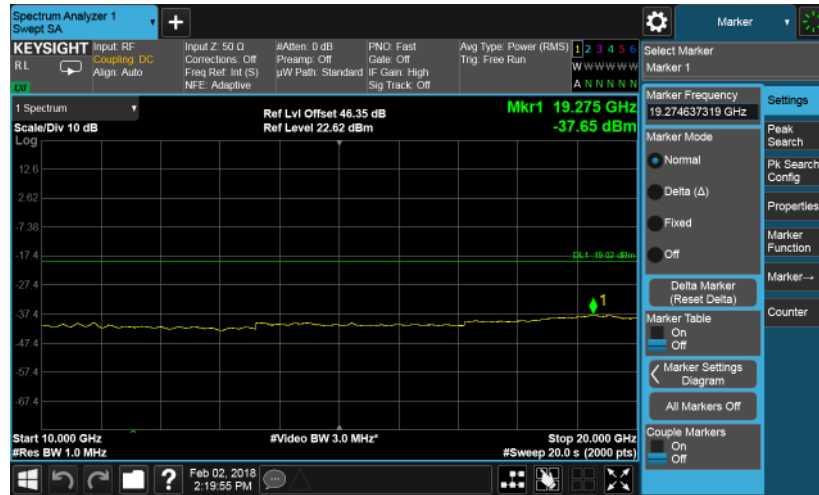 Spectrum Analyzer 1
Swept SA
+
Marker
KEYSIGHT
RL
LXI
Input: RF
Coupling: DC
Align: Auto
Input Z: 50 Ω
Corrections: Off
Freq Ref: Int (S)
NFE: Adaptive
#Atten: 0 dB
Preamp: Off
µW Path: Standard
PNO: Fast
Gate: Off
IF Gain: High
Sig Track: Off
Avg Type: Power (RMS)
Trig: Free Run
1 2 3 4 5 6
W W W W W W
A N N N N N
Select Marker
Marker 1
1 Spectrum
Scale/Div 10 dB
Log
Ref Lvl Offset 46.35 dB
Ref Level 22.62 dBm
Mkr1 19.275 GHz
-37.65 dBm
12.6
2.62
-7.38
-17.4
-27.4
-37.4
-47.4
-57.4
-67.4
DL1 -19.02 dBm
1
Start 10.000 GHz
#Res BW 1.0 MHz
#Video BW 3.0 MHz*
Stop 20.000 GHz
#Sweep 20.0 s (2000 pts)
Marker Frequency
19.274637319 GHz
Marker Mode
Normal
Delta (Δ)
Fixed
Off
Delta Marker
(Reset Delta)
Marker Table
On
Off
Marker Settings
Diagram
All Markers Off
Couple Markers
On
Off
Settings
Peak
Search
Pk Search
Config
Properties
Marker
Function
Marker→
Counter
?
Feb 02, 2018
2:19:55 PM